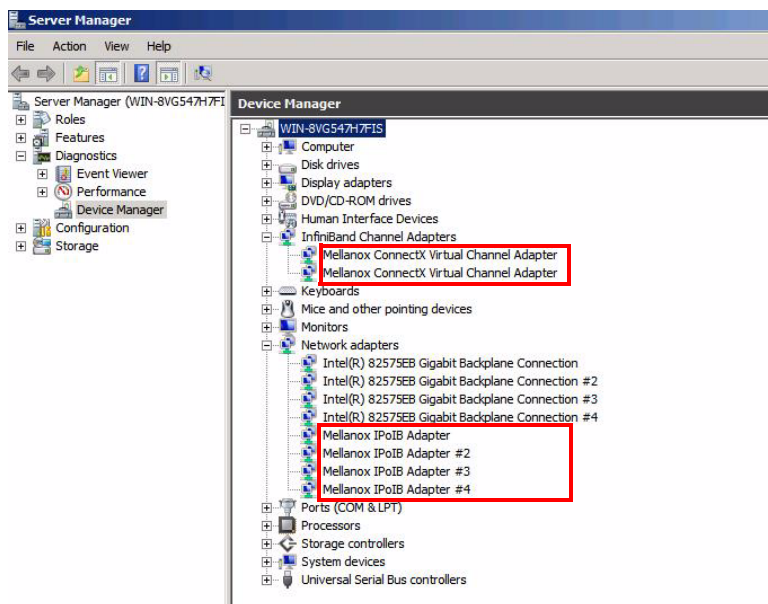 Server Manager
File Action View Help
Server Manager (WIN-8VG547H7FI
Roles
Features
Diagnostics
Event Viewer
Performance
Device Manager
Configuration
Storage
Device Manager
WIN-8VG547H7FIS
Computer
Disk drives
Display adapters
DVD/CD-ROM drives
Human Interface Devices
InfiniBand Channel Adapters
Mellanox ConnectX Virtual Channel Adapter
Mellanox ConnectX Virtual Channel Adapter
Keyboards
Mice and other pointing devices
Monitors
Network adapters
Intel(R) 82575EB Gigabit Backplane Connection
Intel(R) 82575EB Gigabit Backplane Connection #2
Intel(R) 82575EB Gigabit Backplane Connection #3
Intel(R) 82575EB Gigabit Backplane Connection #4
Mellanox IPoIB Adapter
Mellanox IPoIB Adapter #2
Mellanox IPoIB Adapter #3
Mellanox IPoIB Adapter #4
Ports (COM & LPT)
Processors
Storage controllers
System devices
Universal Serial Bus controllers